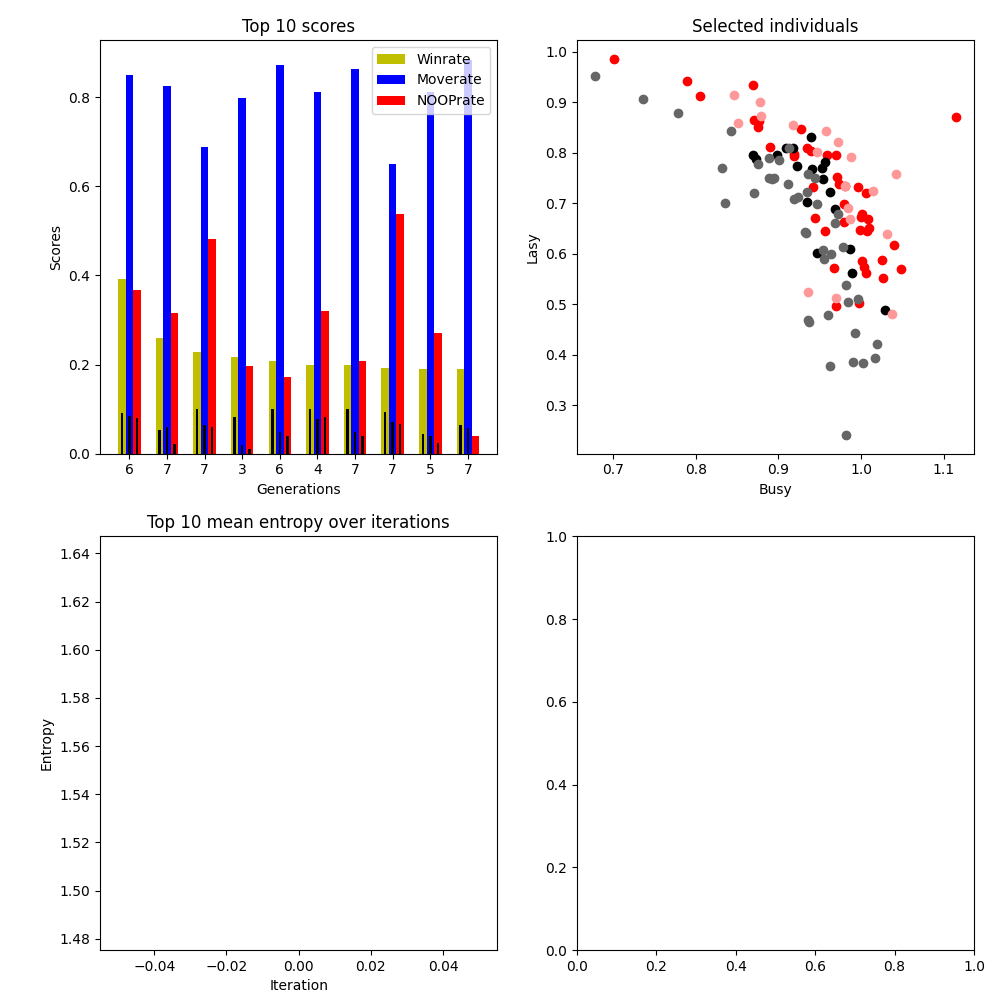 Top 10 scores
Winrate
Moverate
NOOPrate
Scores
0.8
0.6
0.4
0.2
0.0
6 7 7 3 6 4 7 7 5 7
Generations
Selected individuals
Lasy
1.0
0.9
0.8
0.7
0.6
0.5
0.4
0.3
0.7 0.8 0.9 1.0 1.1
Busy
Top 10 mean entropy over iterations
Entropy
1.64
1.62
1.60
1.58
1.56
1.54
1.52
1.50
1.48
−0.04 −0.02 0.00 0.02 0.04
Iteration
1.0
0.8
0.6
0.4
0.2
0.0
0.0 0.2 0.4 0.6 0.8 1.0